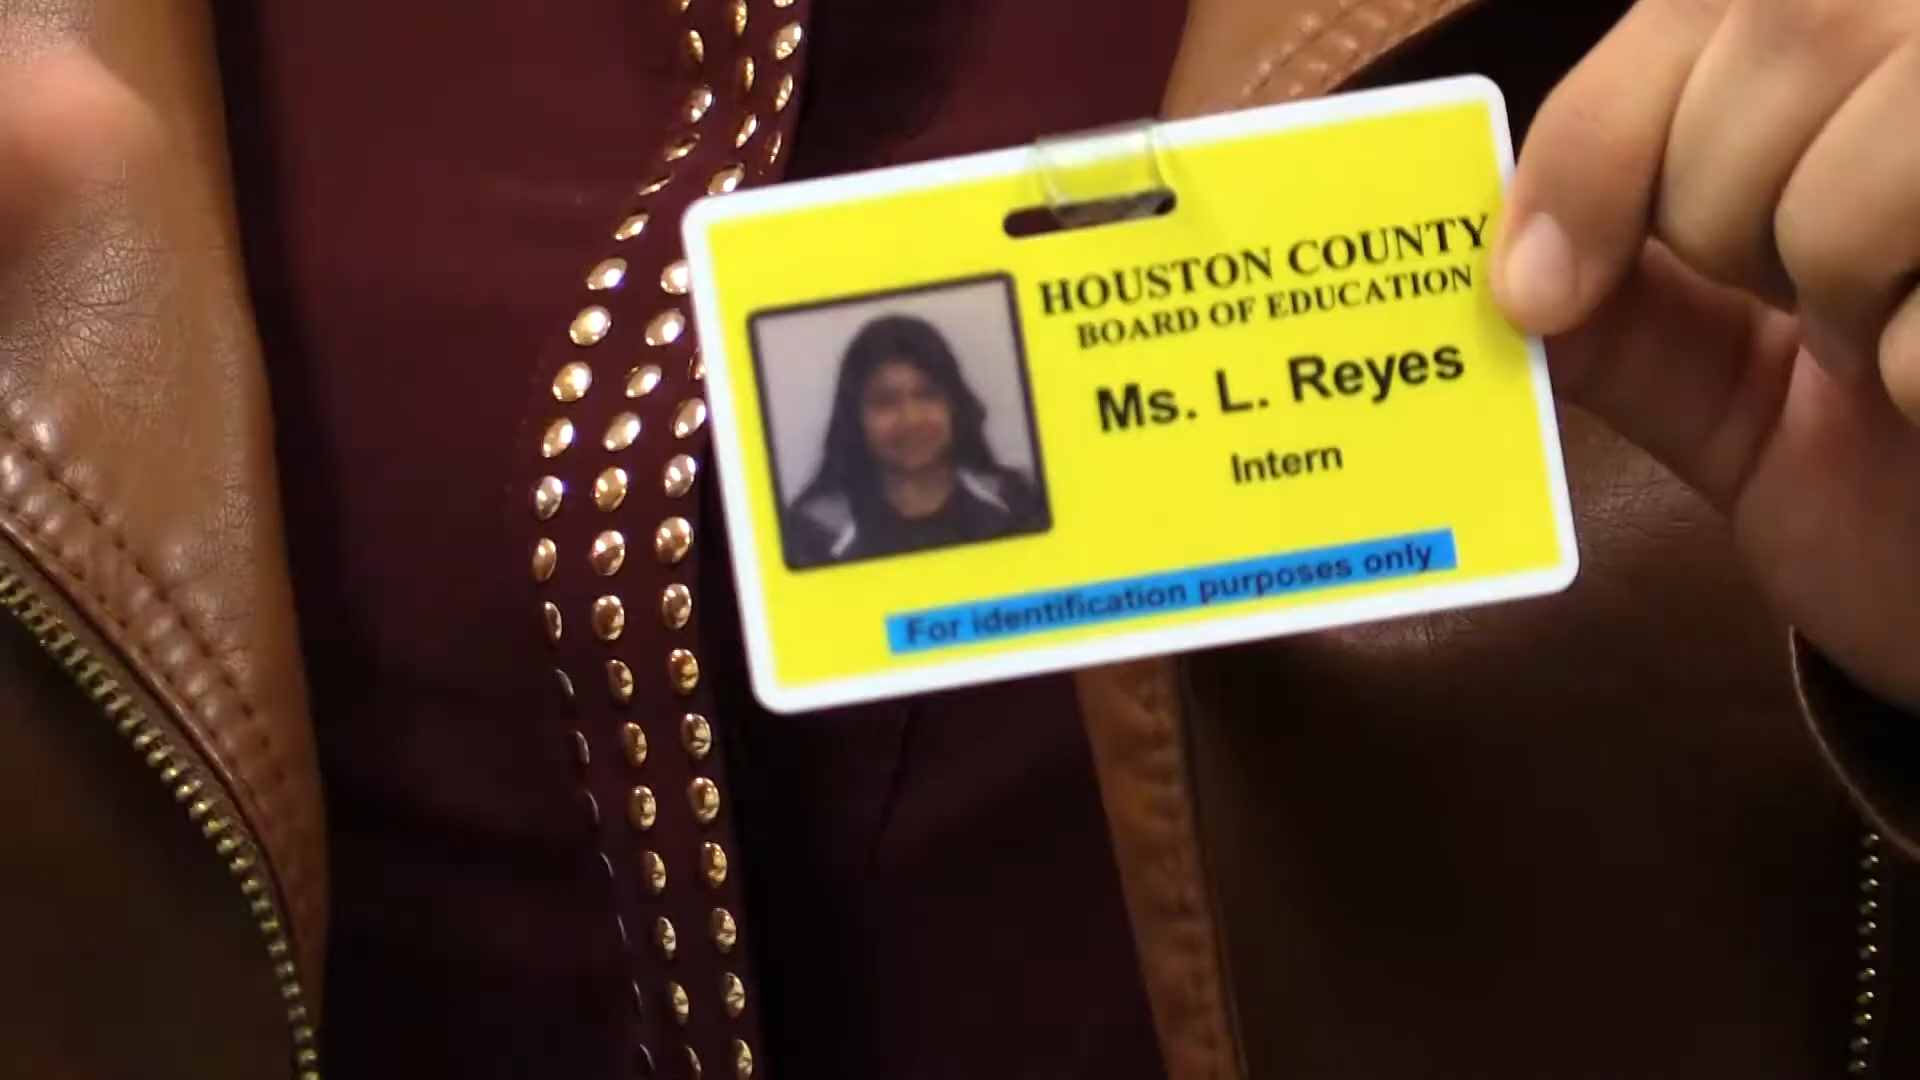 HOUSTON COUNTY
BOARD OF EDUCATION
Ms. L. Reyes
Intern
For identification purposes only